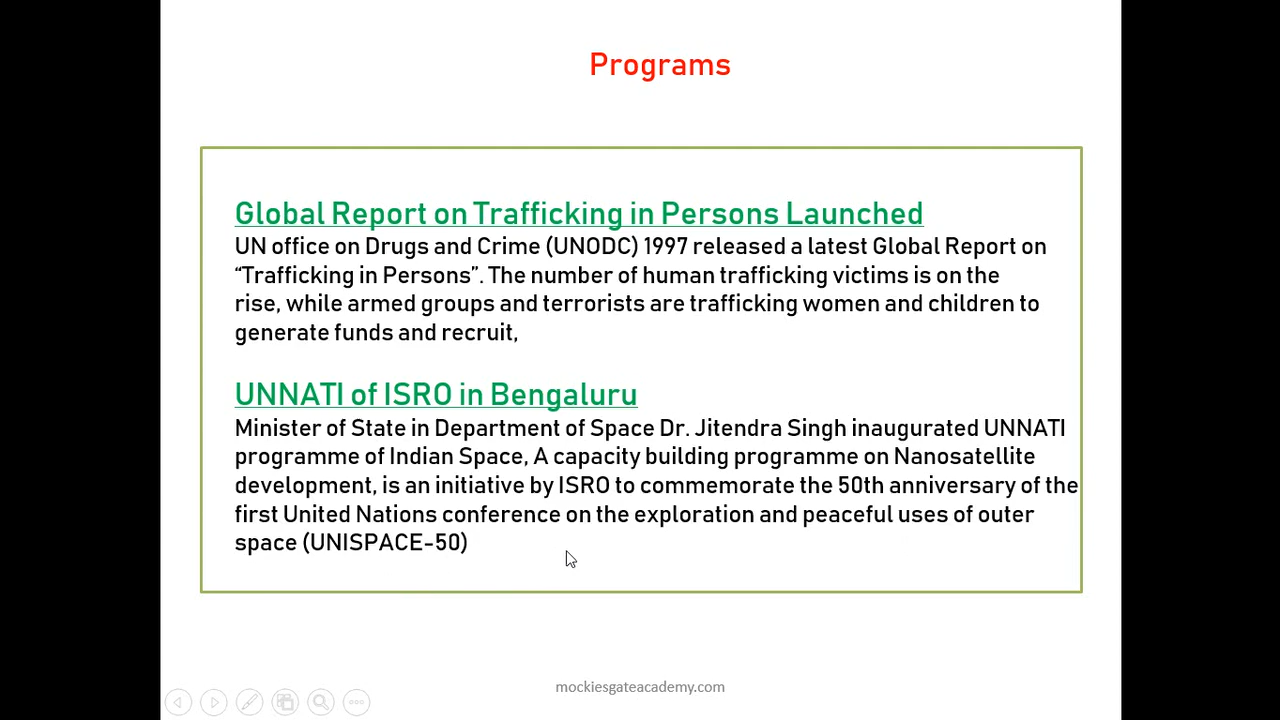 Programs
Global Report on Trafficking in Persons Launched
UN office on Drugs and Crime (UNODC) 1997 released a latest Global Report on
“Trafficking in Persons”. The number of human trafficking victims is on the
rise, while armed groups and terrorists are trafficking women and children to
generate funds and recruit,
UNNATI of ISRO in Bengaluru
Minister of State in Department of Space Dr. Jitendra Singh inaugurated UNNATI
programme of Indian Space, A capacity building programme on Nanosatellite
development, is an initiative by ISRO to commemorate the 50th anniversary of the
first United Nations conference on the exploration and peaceful uses of outer
space (UNISPACE-50)
mockiesgateacademy.com